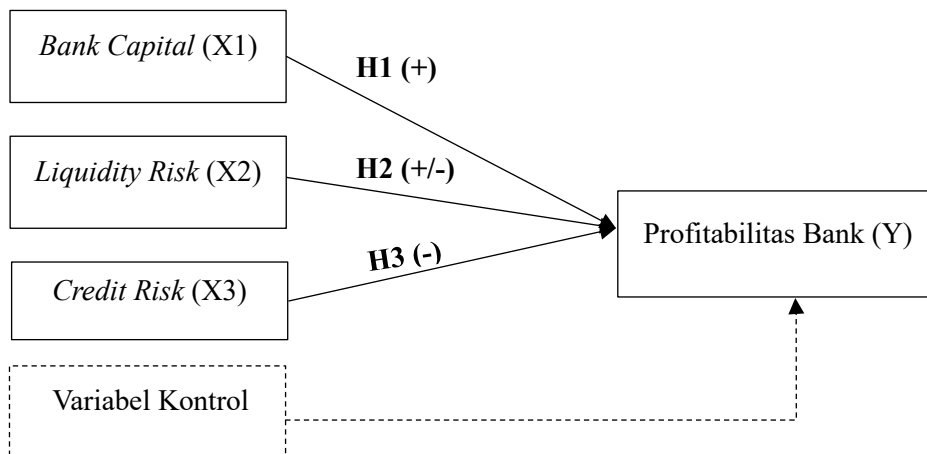 Bank Capital (X1)
H1 (+)
Liquidity Risk (X2)
H2 (+/-)
Profitabilitas Bank (Y)
H3 (-)
Credit Risk (X3)
Variabel Kontrol